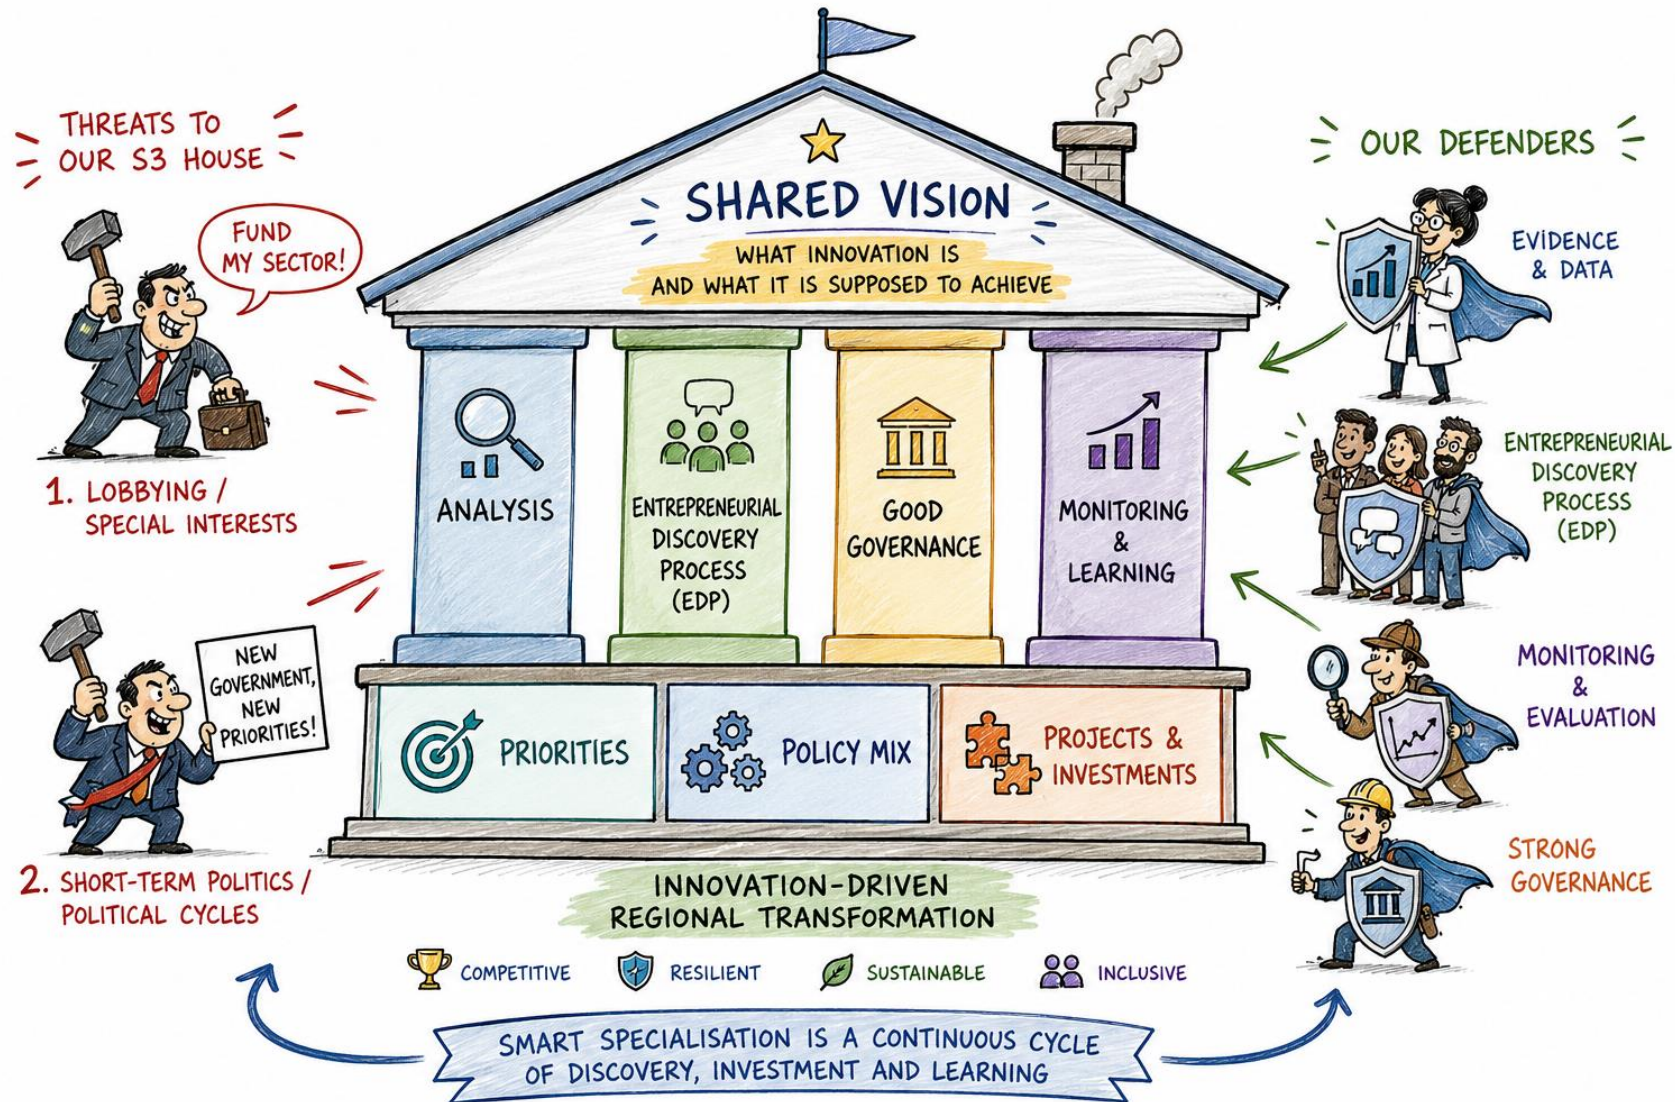 THREATS TO
OUR S3 HOUSE
FUND
MY SECTOR!
1. LOBBYING /
SPECIAL INTERESTS
NEW
GOVERNMENT,
NEW
PRIORITIES!
2. SHORT-TERM POLITICS /
POLITICAL CYCLES
SHARED VISION
WHAT INNOVATION IS
AND WHAT IT IS SUPPOSED TO ACHIEVE
ANALYSIS
ENTREPRENEURIAL
DISCOVERY
PROCESS
(EDP)
GOOD
GOVERNANCE
MONITORING
&
LEARNING
PRIORITIES
POLICY MIX
PROJECTS &
INVESTMENTS
OUR DEFENDERS
EVIDENCE
& DATA
ENTREPRENEURIAL
DISCOVERY
PROCESS
(EDP)
MONITORING
&
EVALUATION
STRONG
GOVERNANCE
INNOVATION-DRIVEN
REGIONAL TRANSFORMATION
COMPETITIVE
RESILIENT
SUSTAINABLE
INCLUSIVE
SMART SPECIALISATION IS A CONTINUOUS CYCLE
OF DISCOVERY, INVESTMENT AND LEARNING